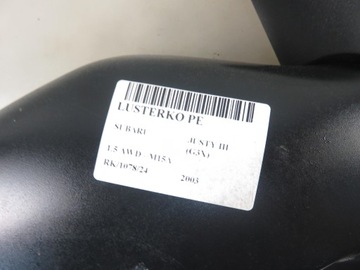 LUSTERKO PE
SUBARU JUSTY III
(G3X)
1.5 AWD M15A
RK/1078/24 2003